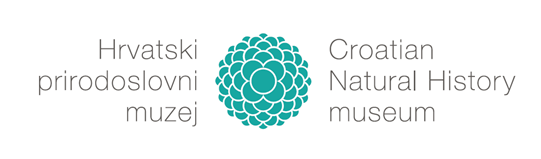 Hrvatski
prirodoslovni
muzej
Croatian
Natural History
museum